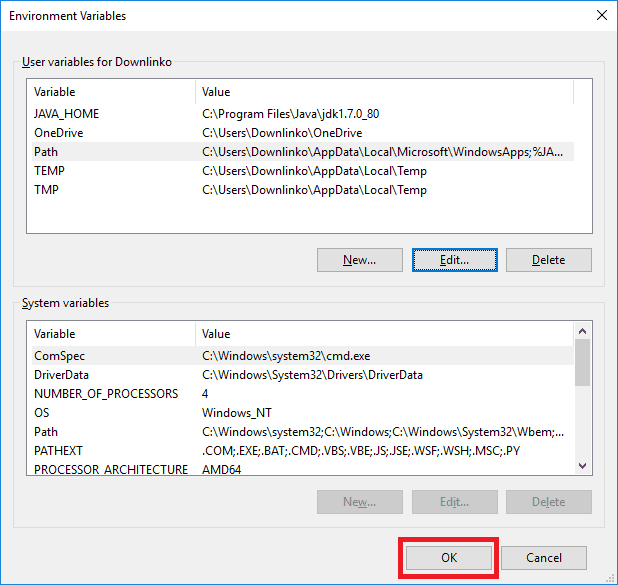 Environment Variables
User variables for Downlinko
Variable Value
JAVA_HOME C:\Program Files\Java\jdk1.7.0_80
OneDrive C:\Users\Downlinko\OneDrive
Path C:\Users\Downlinko\AppData\Local\Microsoft\WindowsApps;%JA...
TEMP C:\Users\Downlinko\AppData\Local\Temp
TMP C:\Users\Downlinko\AppData\Local\Temp
New... Edit... Delete
System variables
Variable Value
ComSpec C:\Windows\system32\cmd.exe
DriverData C:\Windows\System32\Drivers\DriverData
NUMBER_OF_PROCESSORS 4
OS Windows_NT
Path C:\Windows\system32;C:\Windows;C:\Windows\System32\Wbem;...
PATHEXT .COM;.EXE;.BAT;.CMD;.VBS;.VBE;.JS;.JSE;.WSF;.WSH;.MSC;.PY
PROCESSOR_ARCHITECTURE AMD64
New... Edit... Delete
OK Cancel